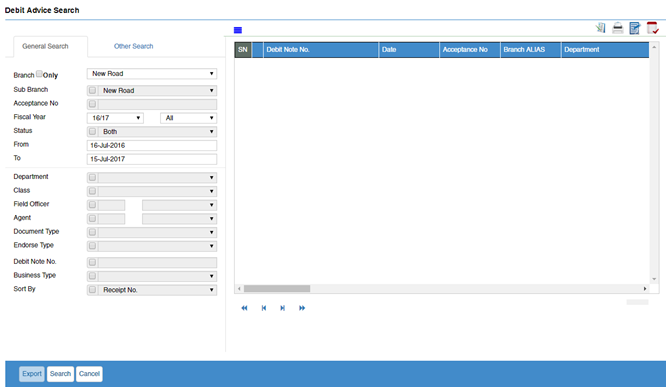 Debit Advice Search
General Search Other Search
Branch Only New Road
Sub Branch New Road
Acceptance No
Fiscal Year 16/17 All
Status Both
From 16-Jul-2016
To 15-Jul-2017
Department
Class
Field Officer
Agent
Document Type
Endorse Type
Debit Note No.
Business Type
Sort By Receipt No.
SN Debit Note No. Date Acceptance No Branch ALIAS Department
Export Search Cancel